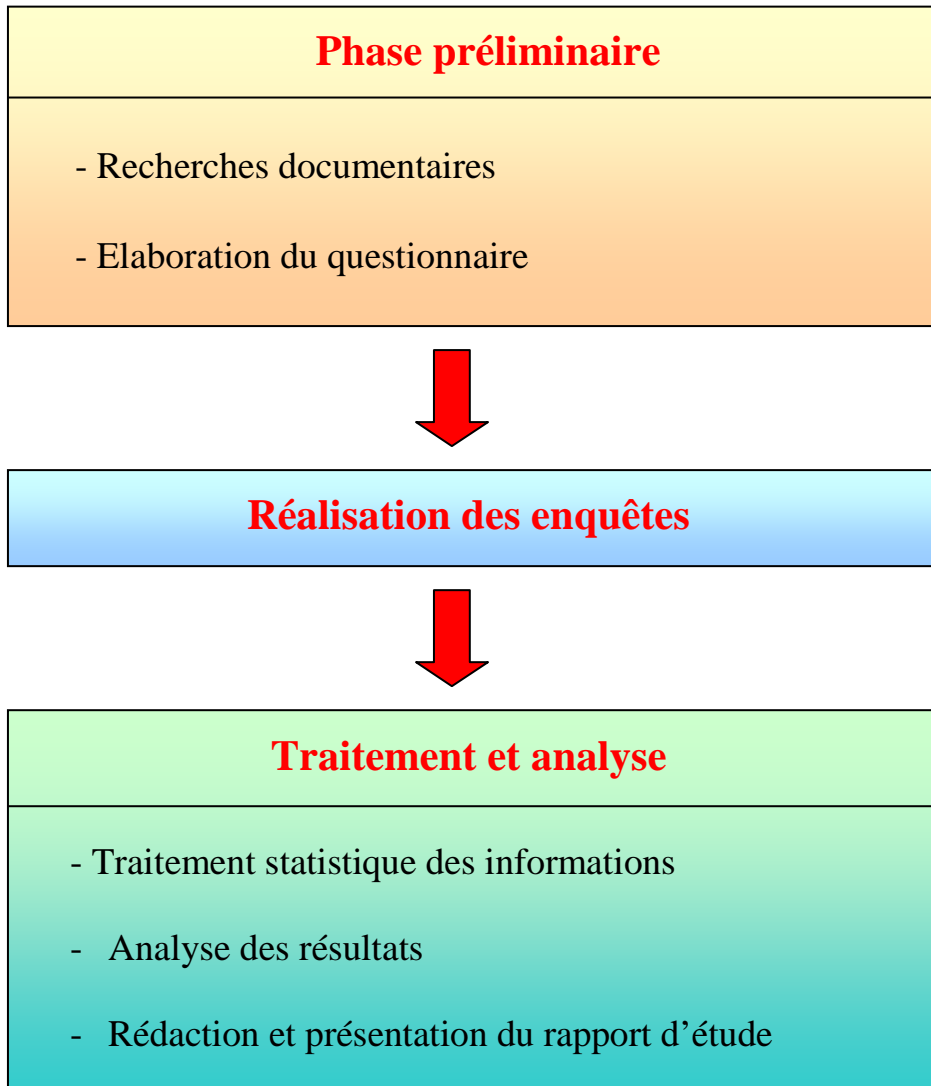 Phase préliminaire
- Recherches documentaires
- Elaboration du questionnaire
Réalisation des enquêtes
Traitement et analyse
- Traitement statistique des informations
- Analyse des résultats
- Rédaction et présentation du rapport d’étude